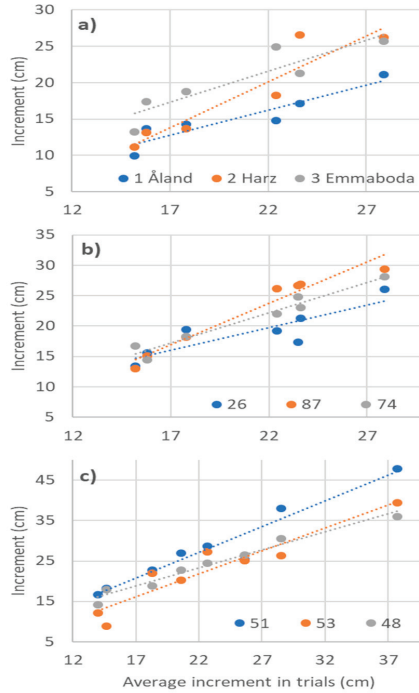 a)
30
25
20
15
10
5
Increment (cm)
1 Åland 2 Harz 3 Emmaboda
12 17 22 27
b)
35
30
25
20
15
10
5
Increment (cm)
26 87 74
12 17 22 27
c)
45
35
25
15
5
Increment (cm)
51 53 48
12 17 22 27 33 37
Average increment in trials (cm)